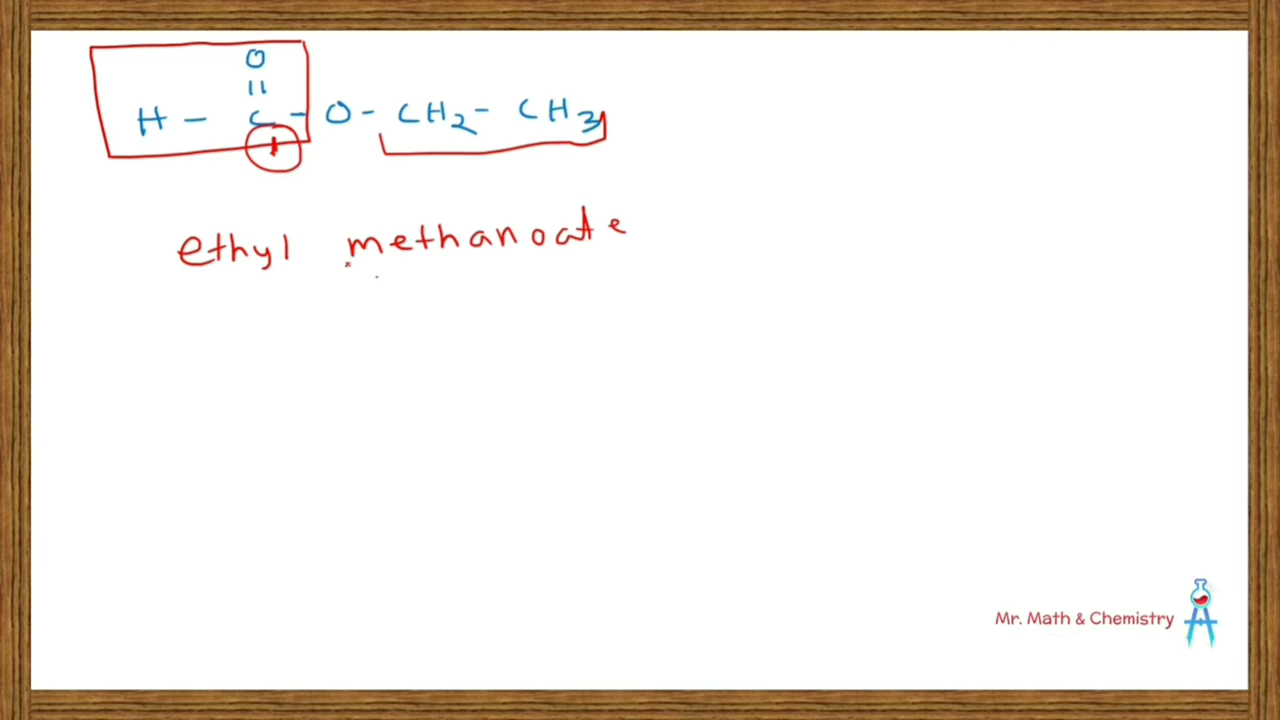 O
||
H - C - O - CH2 - CH3
1
ethyl methanoate
Mr. Math & Chemistry